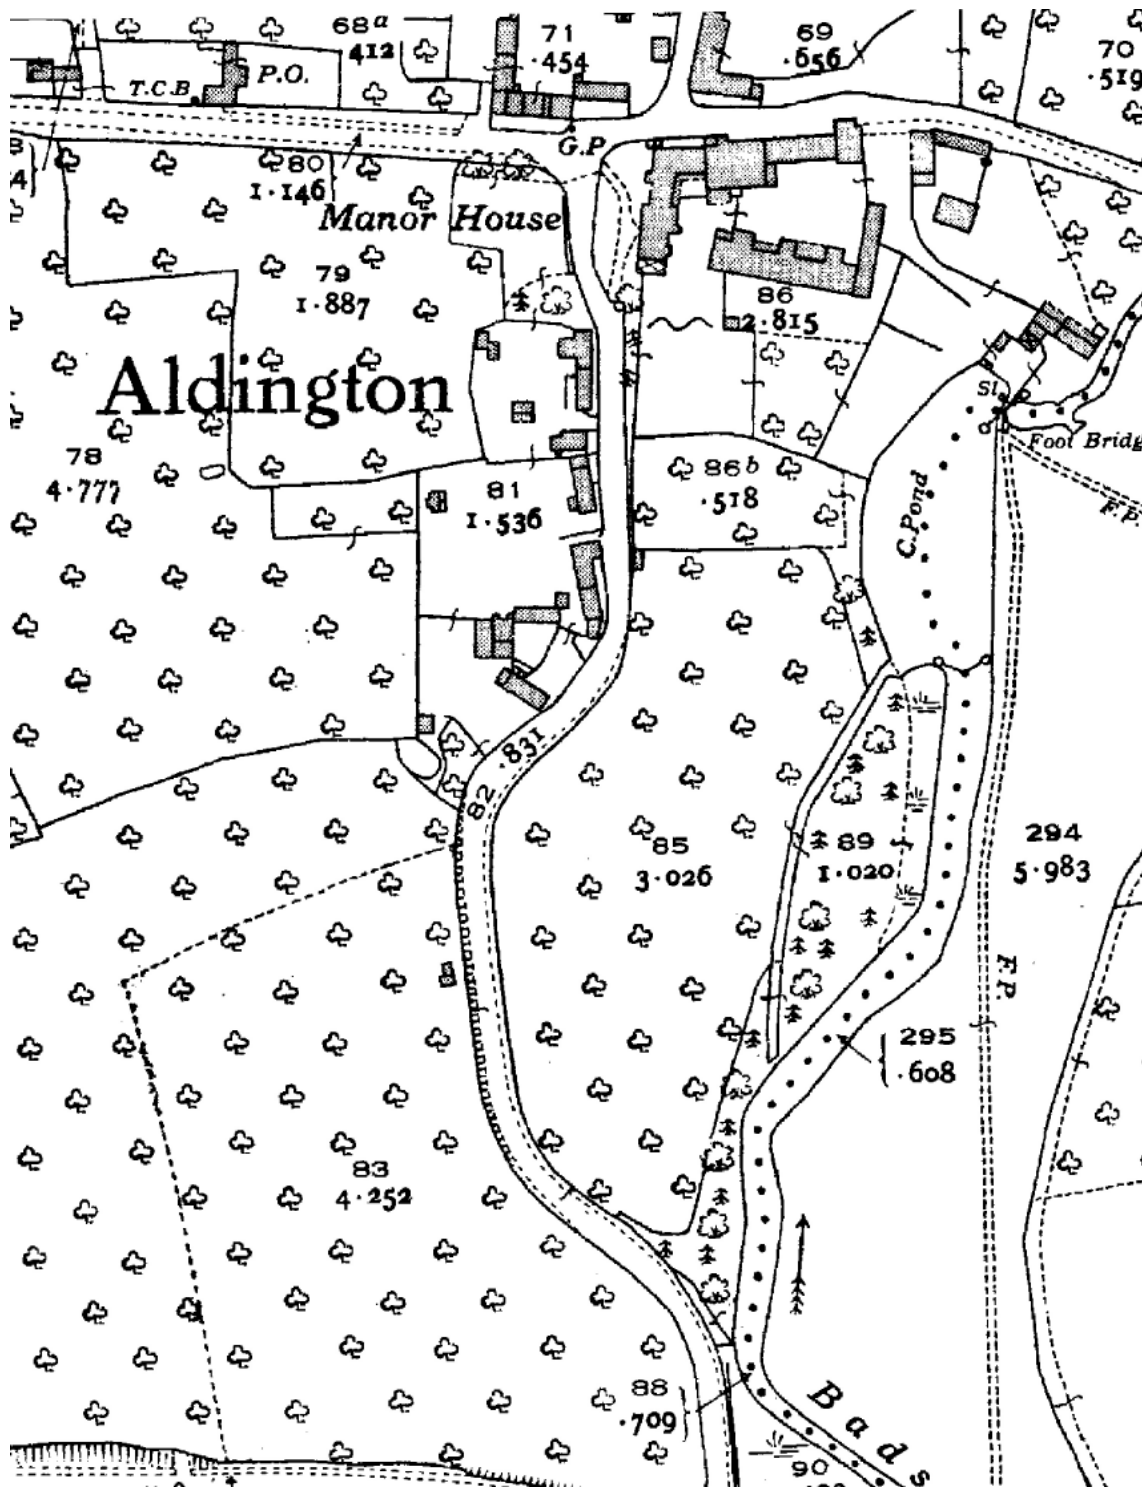 68a
412
71
.454
69
.656
70
.519
P.O.
T.C.B
G.P
80
1.146
Manor House
79
1.887
86
2.815
Aldington
Sl.
Foot Bridg
78
4.777
81
1.536
86b
.518
C. Pond
F.P.
.831
82
85
3.026
89
1.020
294
5.983
F.P.
295
.608
83
4.252
88
.709
Bads
90